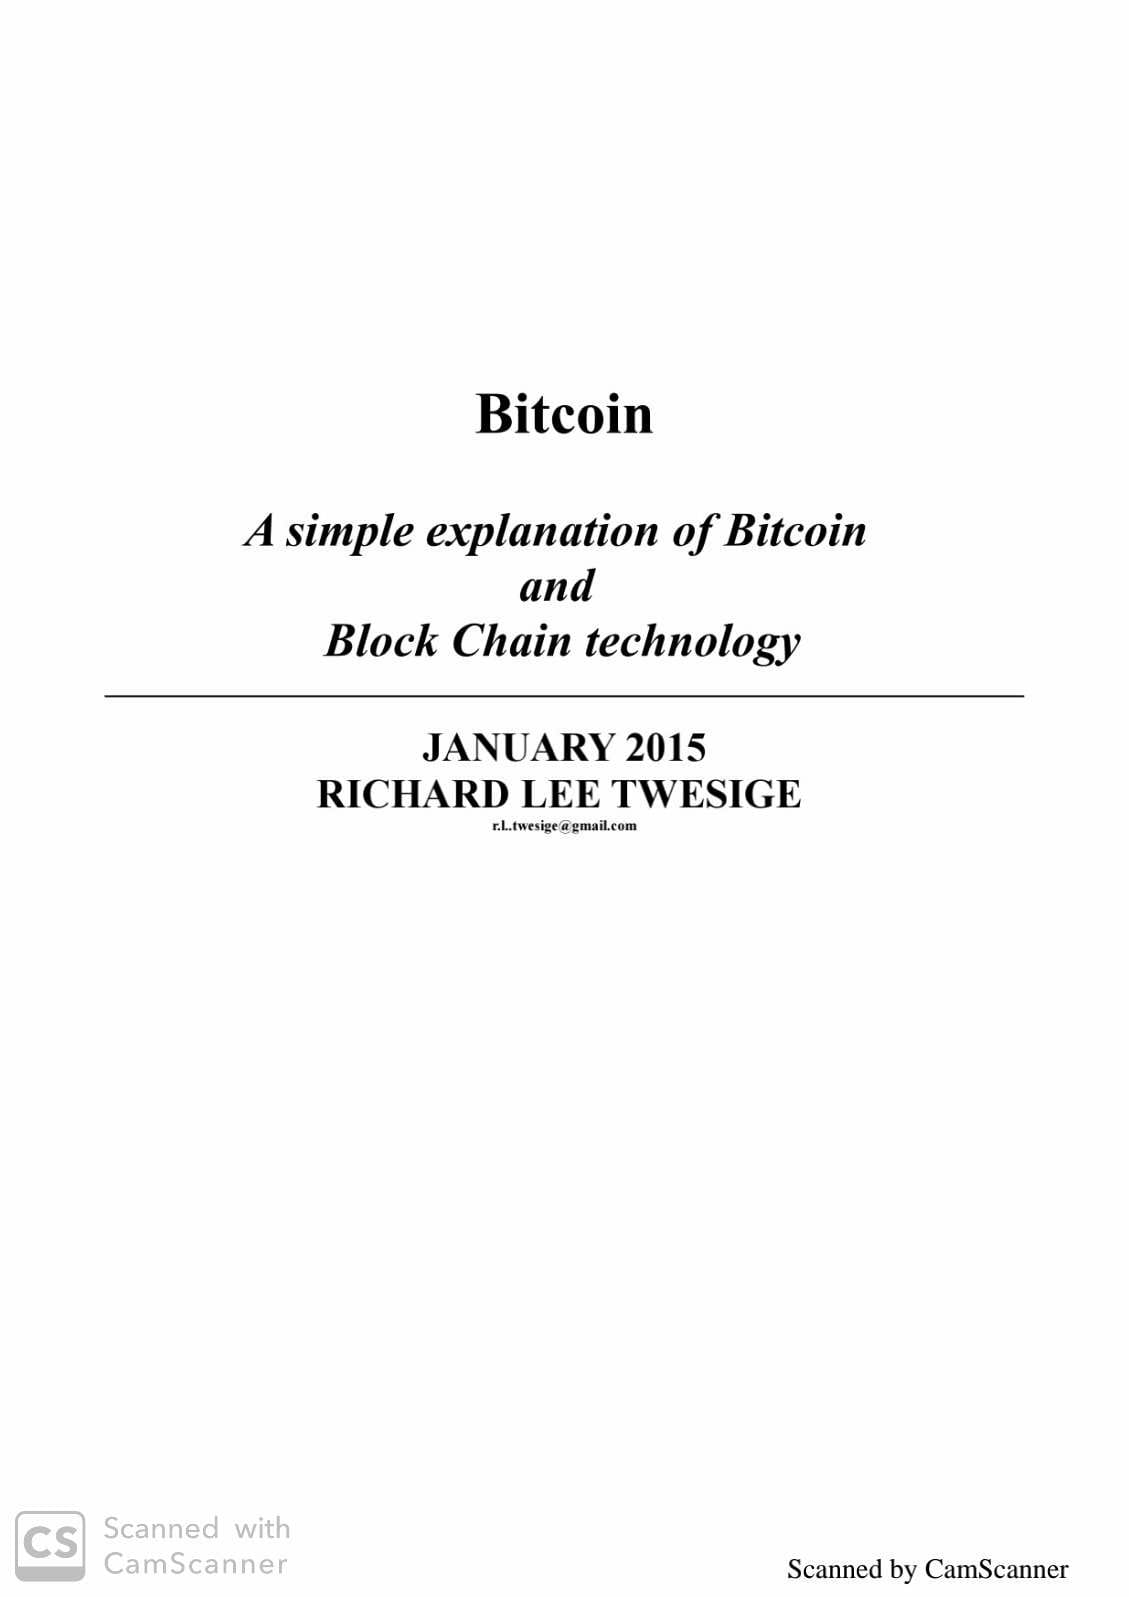 Bitcoin
A simple explanation of Bitcoin
and
Block Chain technology
JANUARY 2015
RICHARD LEE TWESIGE
r.l..twesige@gmail.com
CS
Scanned with
CamScanner
Scanned by CamScanner